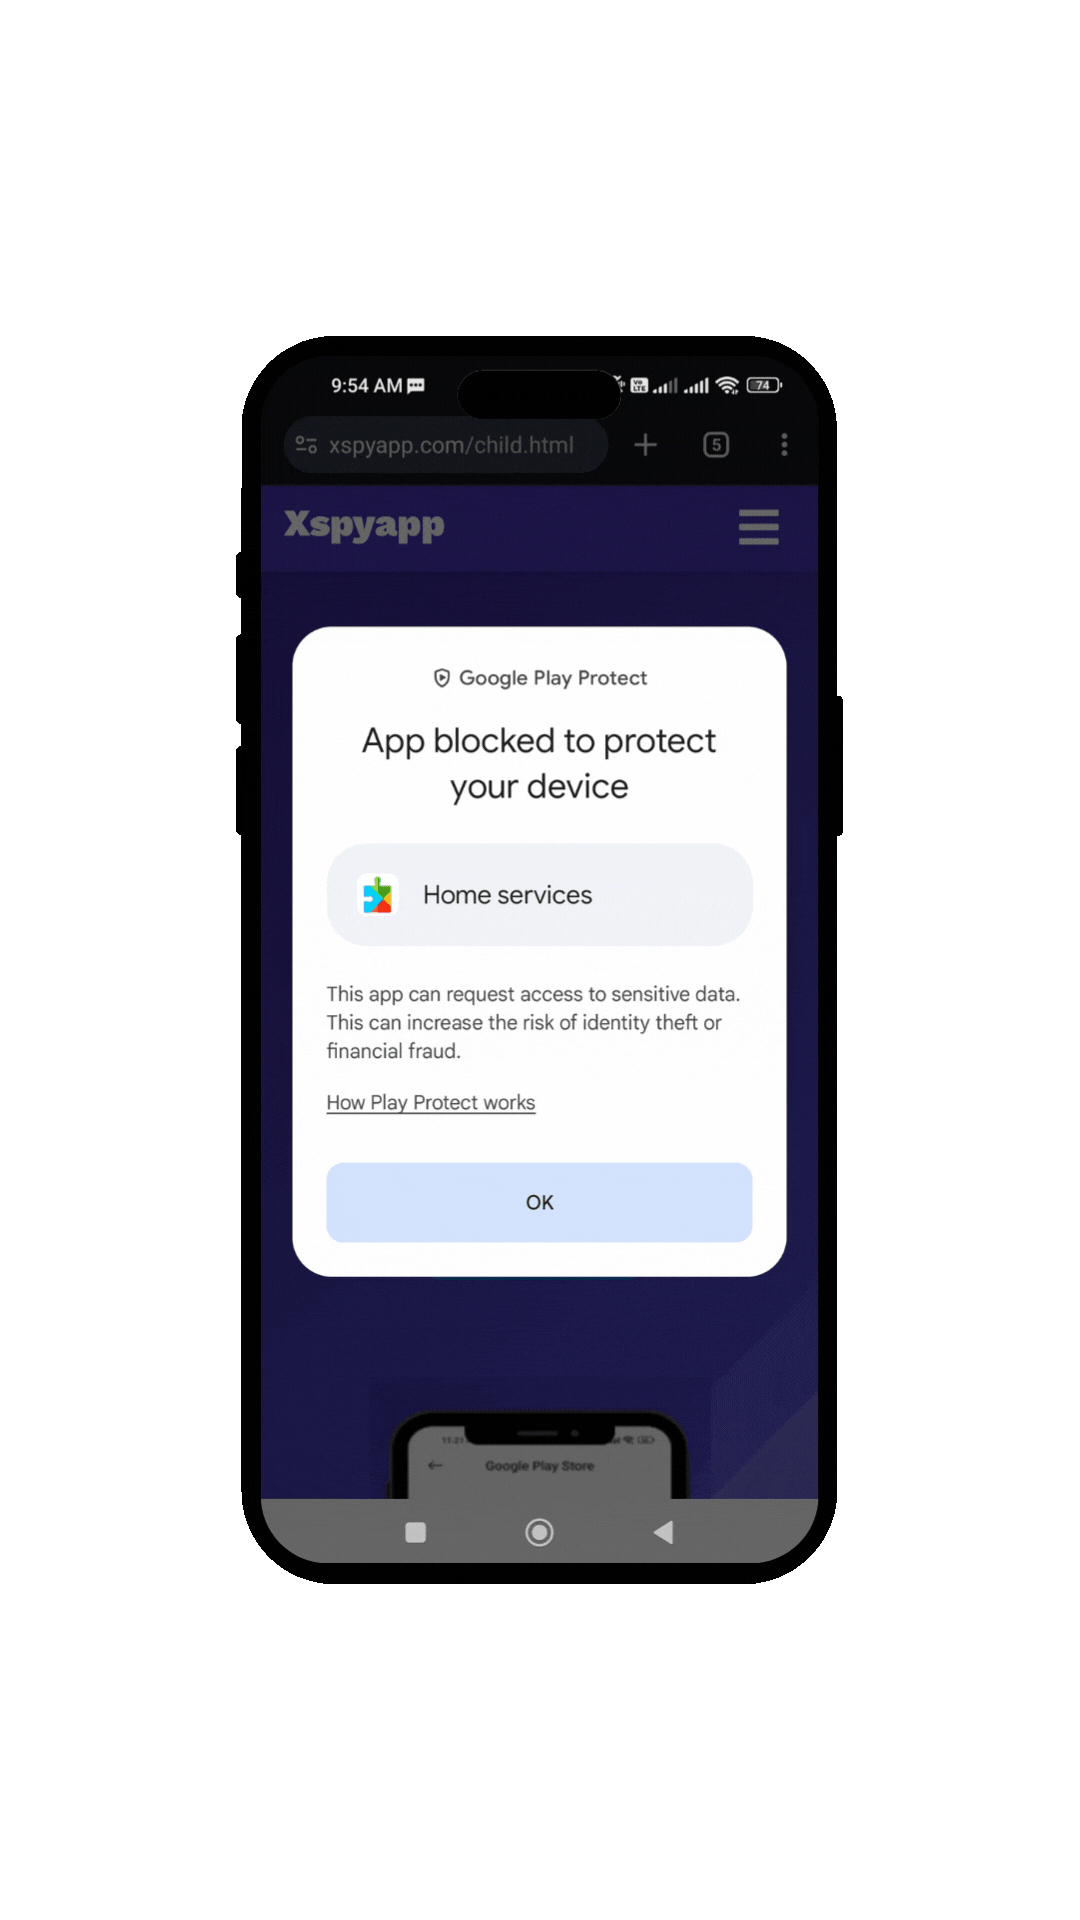 9:54 AM
Vo LTE
74
xspyapp.com/child.html
5
Xspyapp
Google Play Protect
App blocked to protect
your device
Home services
This app can request access to sensitive data.
This can increase the risk of identity theft or
financial fraud.
How Play Protect works
OK
Google Play Store